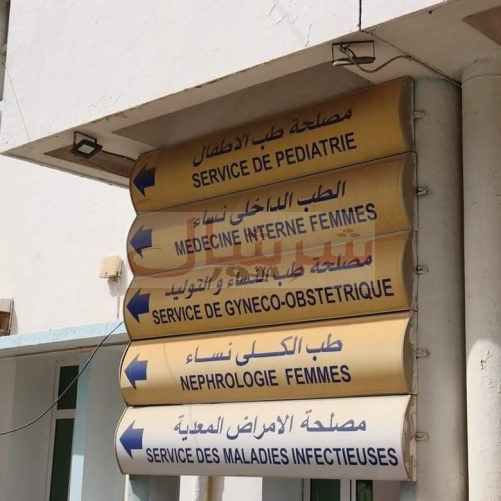 مصلحة طب الاطفال
SERVICE DE PEDIATRIE
الطب الداخلي نساء
MEDECINE INTERNE FEMMES
مصلحة طب النساء و التوليد
SERVICE DE GYNECO-OBSTETRIQUE
طب الكلى نساء
NEPHROLOGIE FEMMES
مصلحة الامراض المعدية
SERVICE DES MALADIES INFECTIEUSES